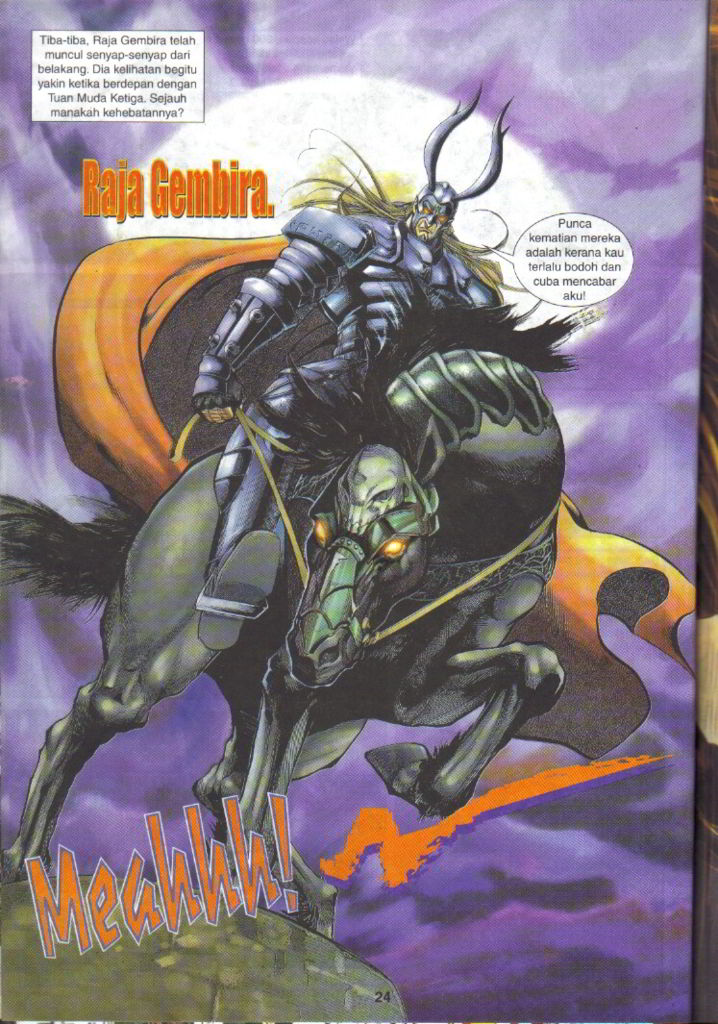 Tiba-tiba, Raja Gembira telah
muncul senyap-senyap dari
belakang. Dia kelihatan begitu
yakin ketika berdepan dengan
Tuan Muda Ketiga. Sejauh
manakah kehebatannya?
Raja Gembira.
Punca
kematian mereka
adalah kerana kau
terlalu bodoh dan
cuba mencabar
aku!
Meahhh!
24